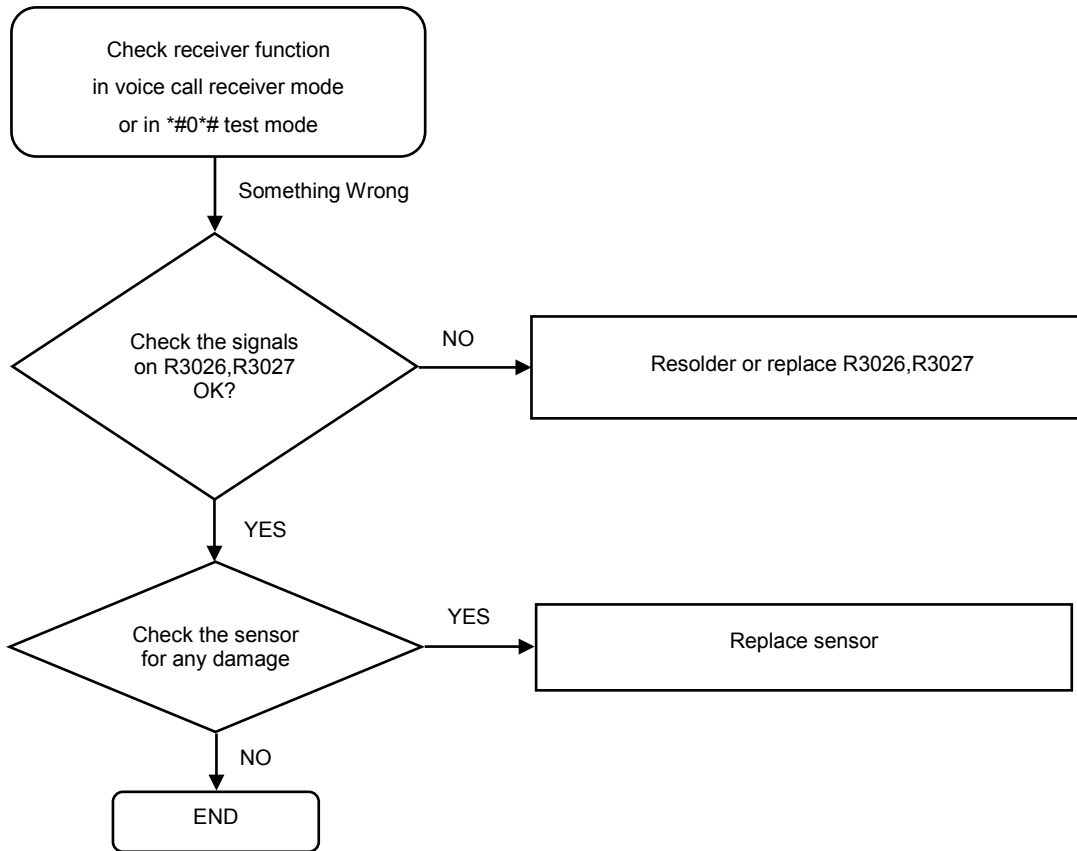 Check receiver function
in voice call receiver mode
or in *#0*# test mode
Something Wrong
Check the signals
on R3026,R3027
OK?
NO
Resolder or replace R3026,R3027
YES
Check the sensor
for any damage
YES
Replace sensor
NO
END